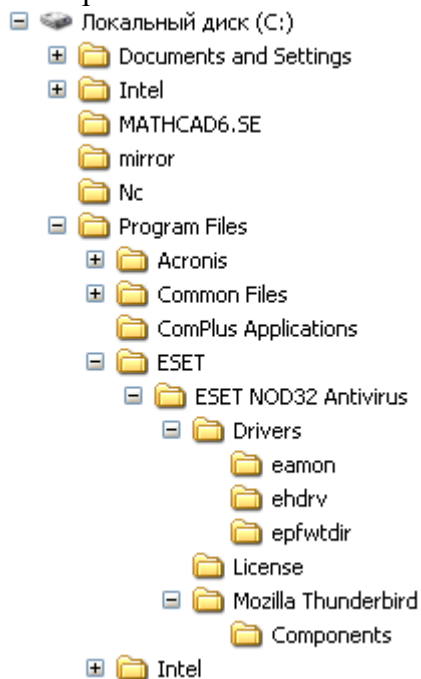 Локальный диск (C:)
Documents and Settings
Intel
MATHCAD6.SE
mirror
Nc
Program Files
Acronis
Common Files
ComPlus Applications
ESET
ESET NOD32 Antivirus
Drivers
eamon
ehdrv
epfwtdir
License
Mozilla Thunderbird
Components
Intel